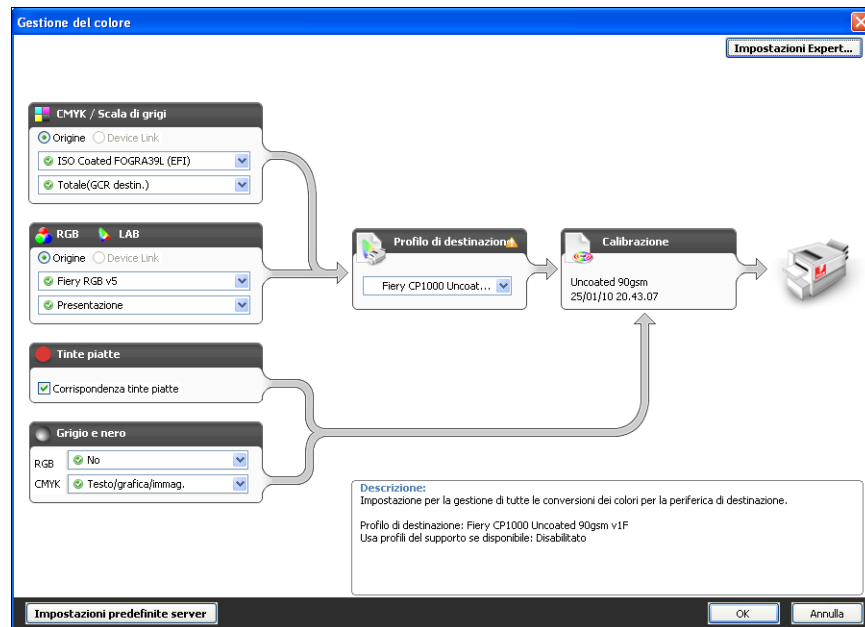 Gestione del colore
Impostazioni Expert...
CMYK / Scala di grigi
Origine Device Link
ISO Coated FOGRA39L (EFI)
Totale(GCR destin.)
RGB LAB
Origine Device Link
Fiery RGB v5
Presentazione
Profilo di destinazione
Fiery CP1000 Uncoat...
Calibrazione
Uncoated 90gsm
25/01/10 20.43.07
Tinte piatte
Corrispondenza tinte piatte
Grigio e nero
RGB No
CMYK Testo/grafica/immag.
Descrizione:
Impostazione per la gestione di tutte le conversioni dei colori per la periferica di destinazione.
Profilo di destinazione: Fiery CP1000 Uncoated 90gsm v1F
Usa profili del supporto se disponibile: Disabilitato
Impostazioni predefinite server
OK
Annulla